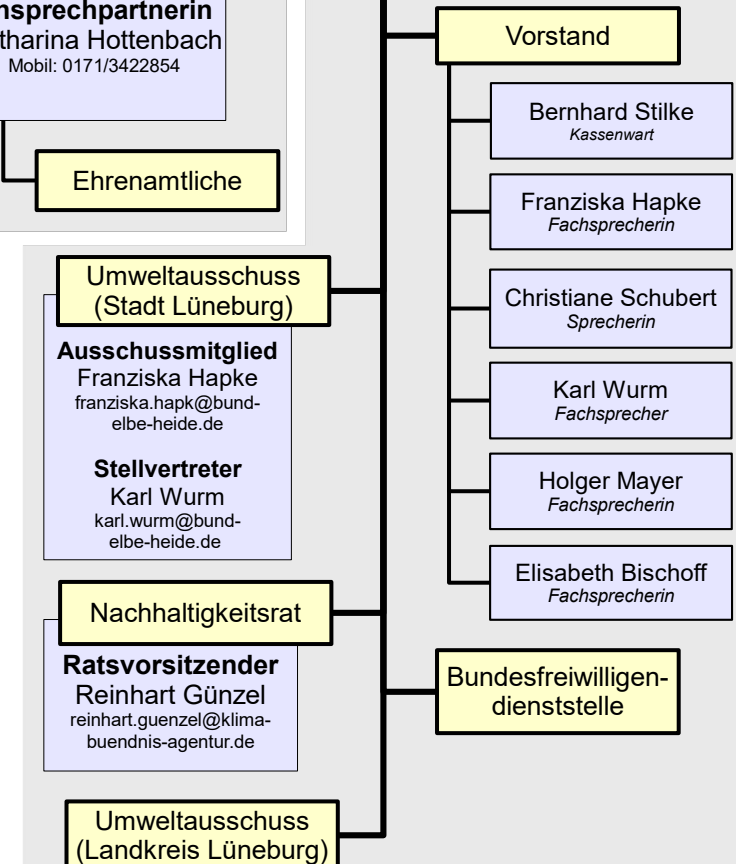 nsprechpartnerin
tharina Hottenbach
Mobil: 0171/3422854
Ehrenamtliche
Umweltausschuss
(Stadt Lüneburg)
Ausschussmitglied
Franziska Hapke
franziska.hapk@bund-
elbe-heide.de
Stellvertreter
Karl Wurm
karl.wurm@bund-
elbe-heide.de
Nachhaltigkeitsrat
Ratsvorsitzender
Reinhart Günzel
reinhart.guenzel@klima-
buendnis-agentur.de
Umweltausschuss
(Landkreis Lüneburg)
Vorstand
Bernhard Stilke
Kassenwart
Franziska Hapke
Fachsprecherin
Christiane Schubert
Sprecherin
Karl Wurm
Fachsprecher
Holger Mayer
Fachsprecherin
Elisabeth Bischoff
Fachsprecherin
Bundesfreiwilligen-
dienststelle